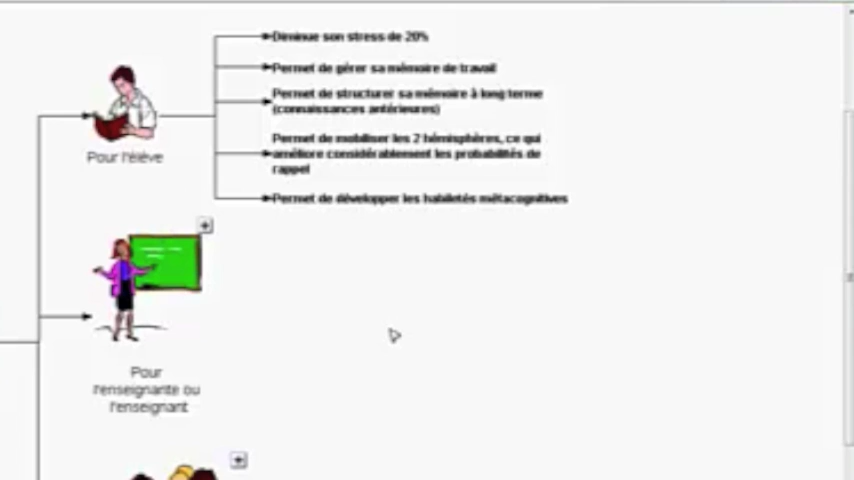 Diminue son stress de 20%
Permet de gérer sa mémoire de travail
Permet de structurer sa mémoire à long terme
(connaissances antérieures)
Permet de mobiliser les 2 hémisphères, ce qui
améliore considérablement les probabilités de
rappel
Permet de développer les habiletés métacognitives
Pour l'élève
Pour
l'enseignante ou
l'enseignant